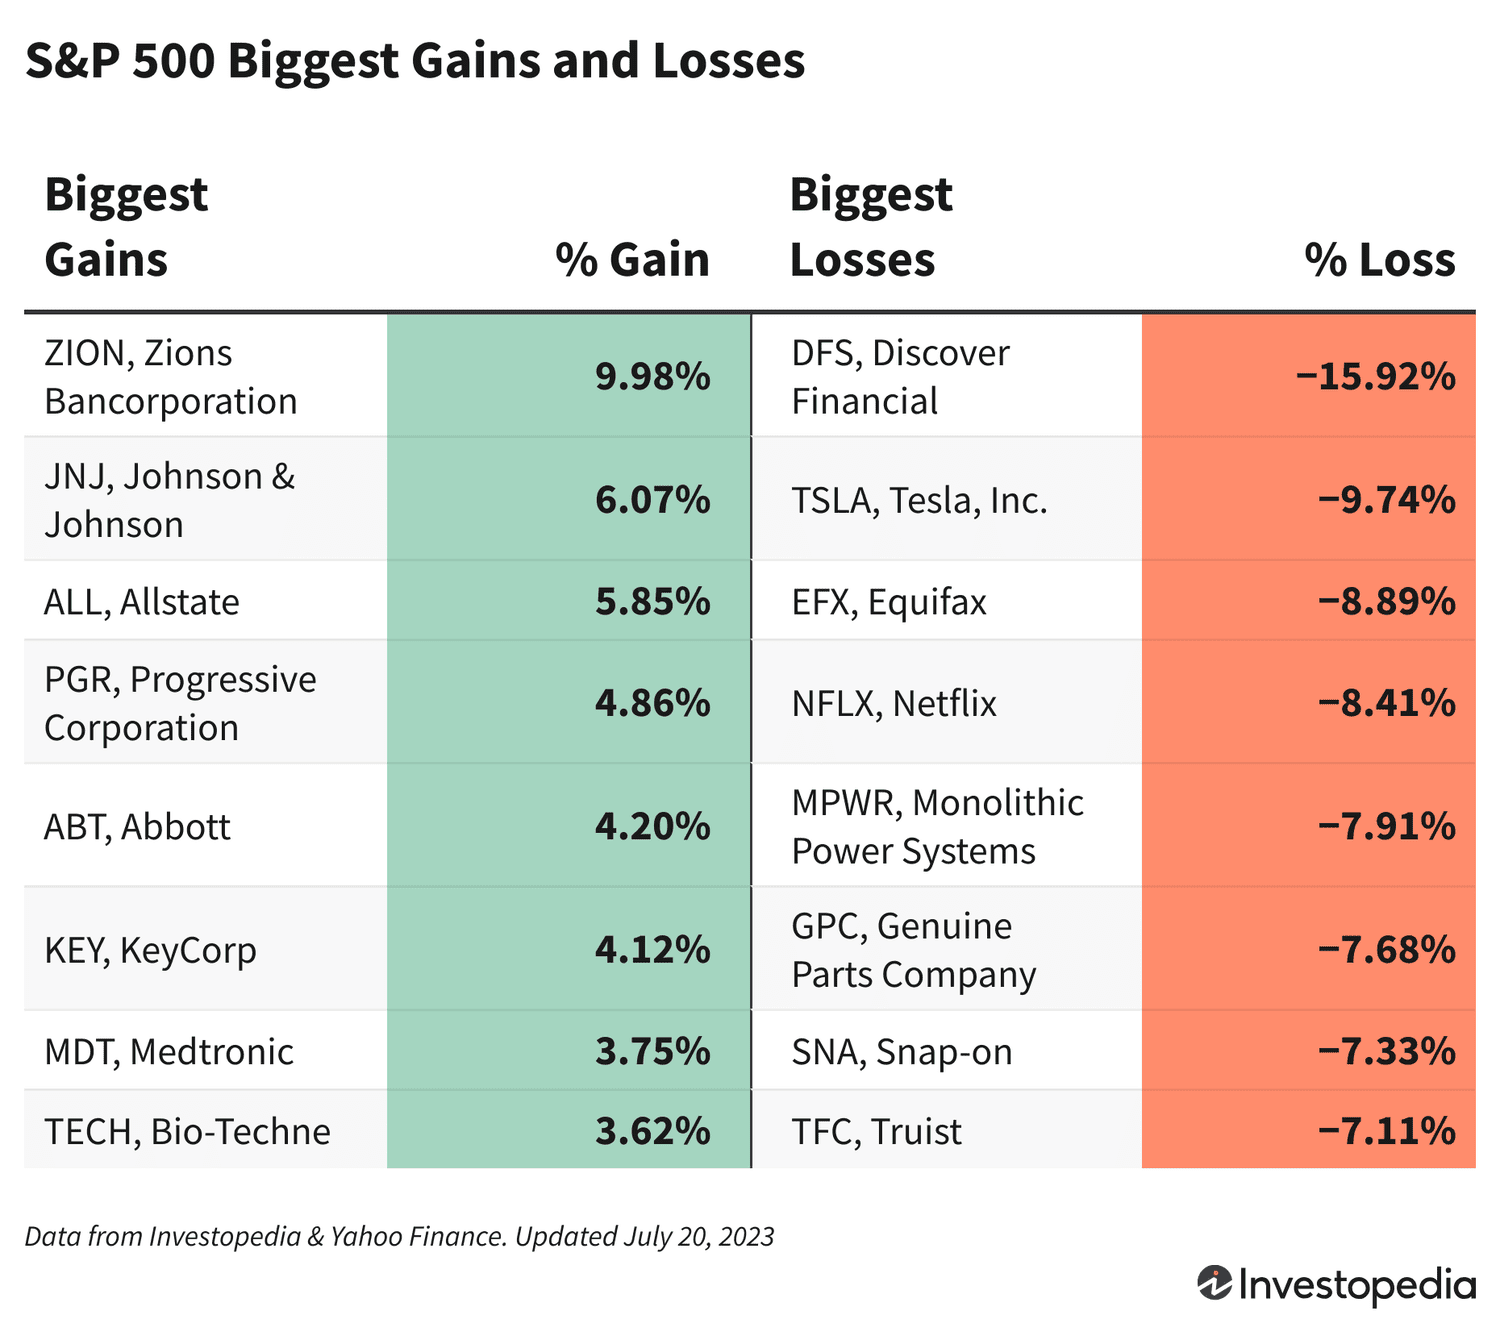 S&P 500 Biggest Gains and Losses
Biggest
Gains
% Gain
Biggest
Losses
% Loss
ZION, Zions
Bancorporation
9.98%
DFS, Discover
Financial
−15.92%
JNJ, Johnson &
Johnson
6.07%
TSLA, Tesla, Inc.
−9.74%
ALL, Allstate
5.85%
EFX, Equifax
−8.89%
PGR, Progressive
Corporation
4.86%
NFLX, Netflix
−8.41%
ABT, Abbott
4.20%
MPWR, Monolithic
Power Systems
−7.91%
KEY, KeyCorp
4.12%
GPC, Genuine
Parts Company
−7.68%
MDT, Medtronic
3.75%
SNA, Snap-on
−7.33%
TECH, Bio-Techne
3.62%
TFC, Truist
−7.11%
Data from Investopedia & Yahoo Finance. Updated July 20, 2023
Investopedia